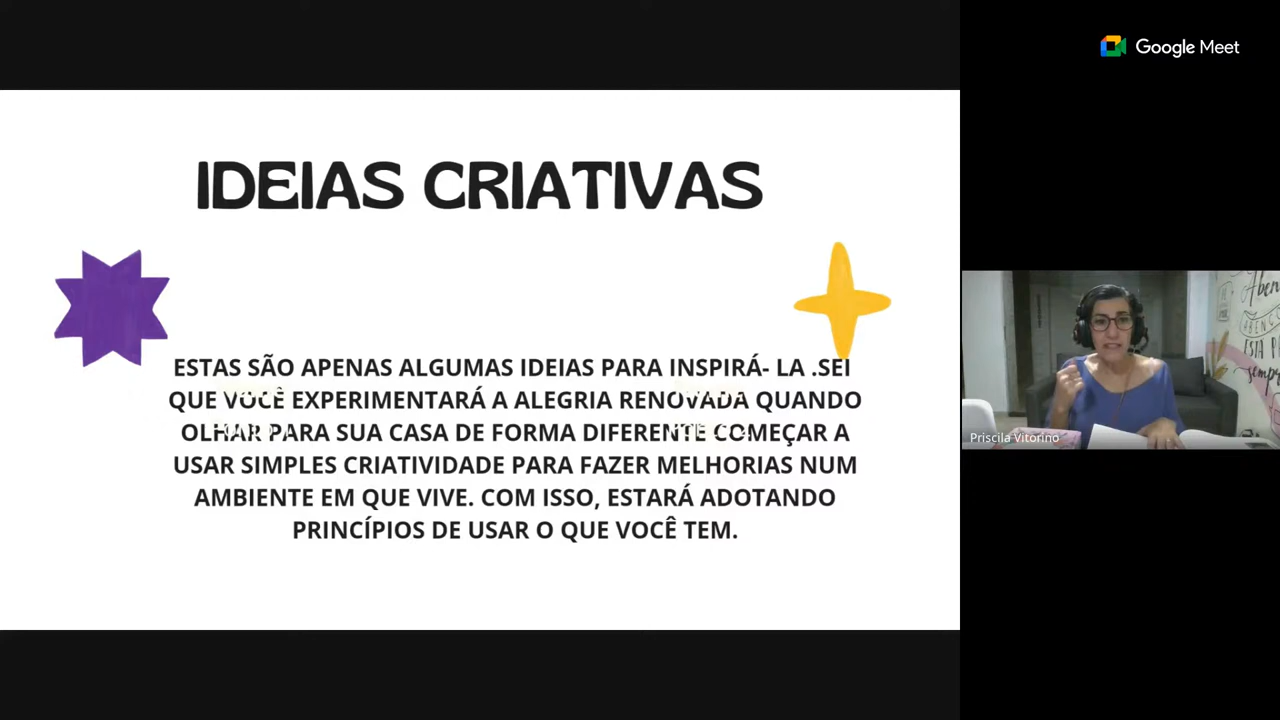 Google Meet
IDEIAS CRIATIVAS
ESTAS SÃO APENAS ALGUMAS IDEIAS PARA INSPIRÁ- LA .SEI
QUE VOCÊ EXPERIMENTARÁ A ALEGRIA RENOVADA QUANDO
OLHAR PARA SUA CASA DE FORMA DIFERENTE COMEÇAR A
USAR SIMPLES CRIATIVIDADE PARA FAZER MELHORIAS NUM
AMBIENTE EM QUE VIVE. COM ISSO, ESTARÁ ADOTANDO
PRINCÍPIOS DE USAR O QUE VOCÊ TEM.
Priscila Vitorino